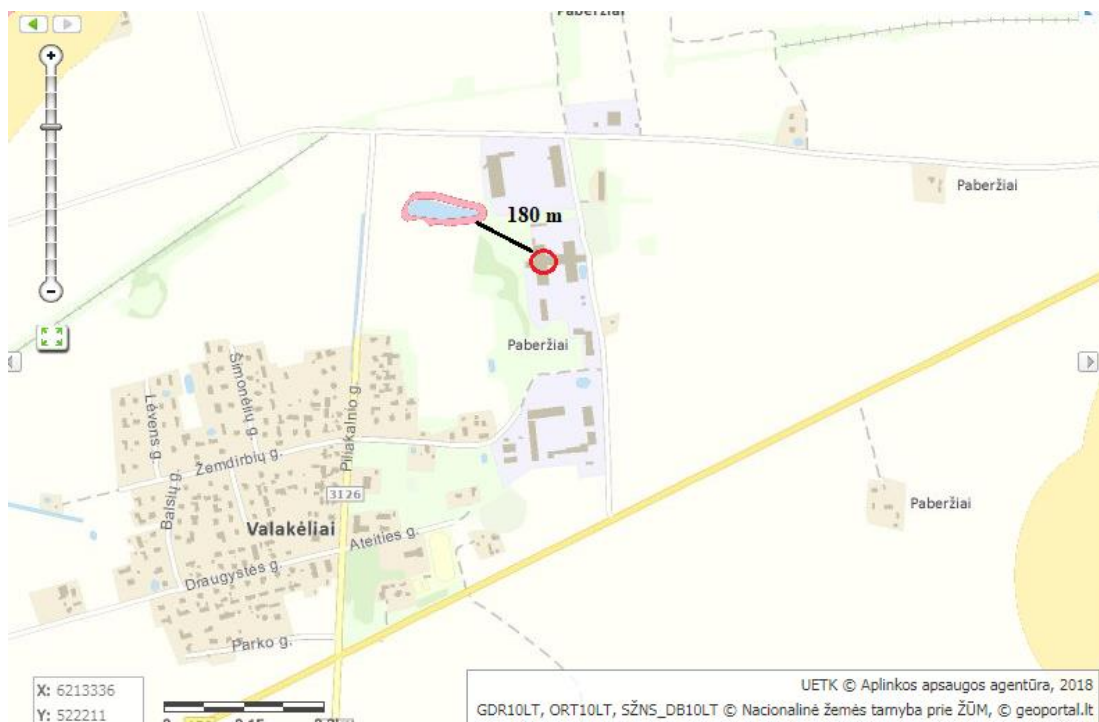 Paberžiai
Paberžiai
180 m
Paberžiai
Šimonėlių g.
Lėvens g.
Piliakalnio g.
Žemdirbių g.
Balsių g.
3126
Paberžiai
Valakėliai
Ateities g.
Draugystės g.
Parko g.
X: 6213336
Y: 522211
UETK © Aplinkos apsaugos agentūra, 2018
GDR10LT, ORT10LT, SŽNS_DB10LT © Nacionalinė žemės tarnyba prie ŽŪM, © geoportal.lt